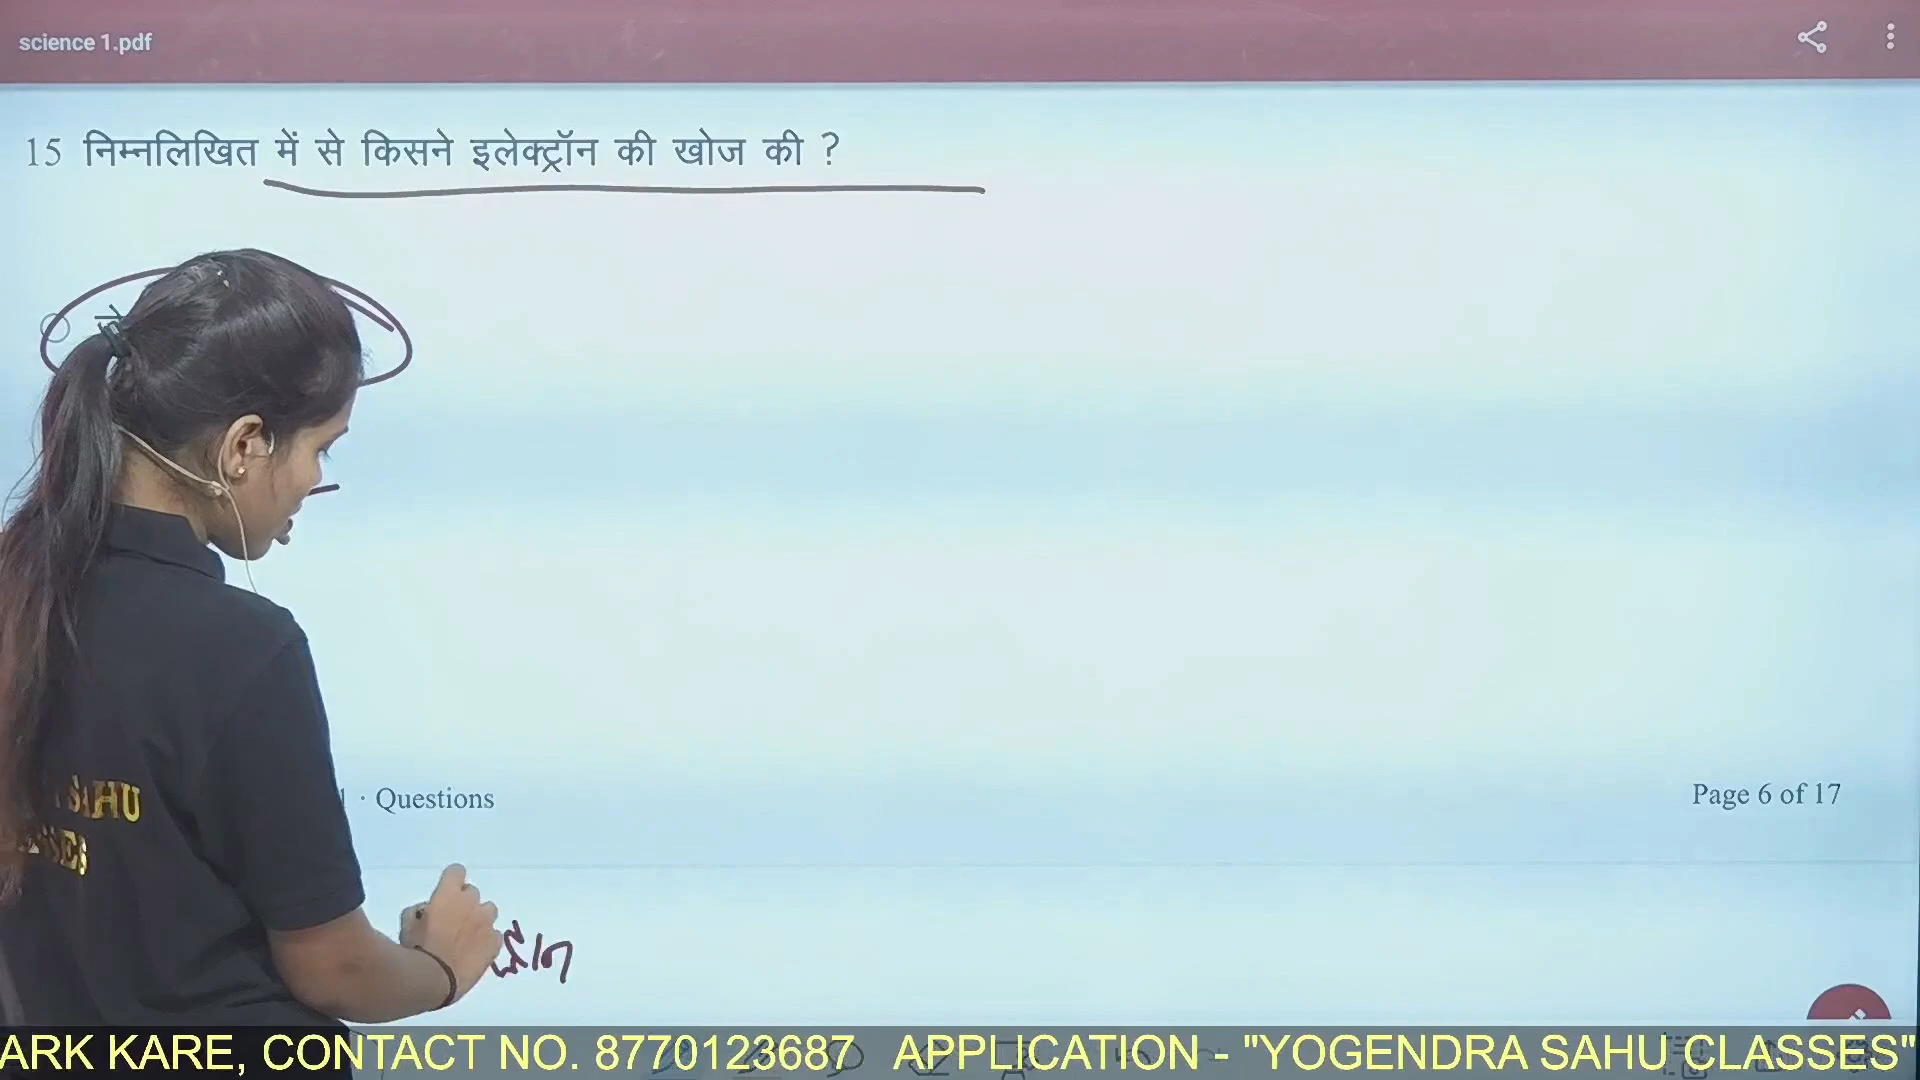 science 1.pdf
15 निम्नलिखित में से किसने इलेक्ट्रॉन की खोज की ?
· Questions
Page 6 of 17
SAHU
ARK KARE, CONTACT NO. 8770123687 APPLICATION - "YOGENDRA SAHU CLASSES"